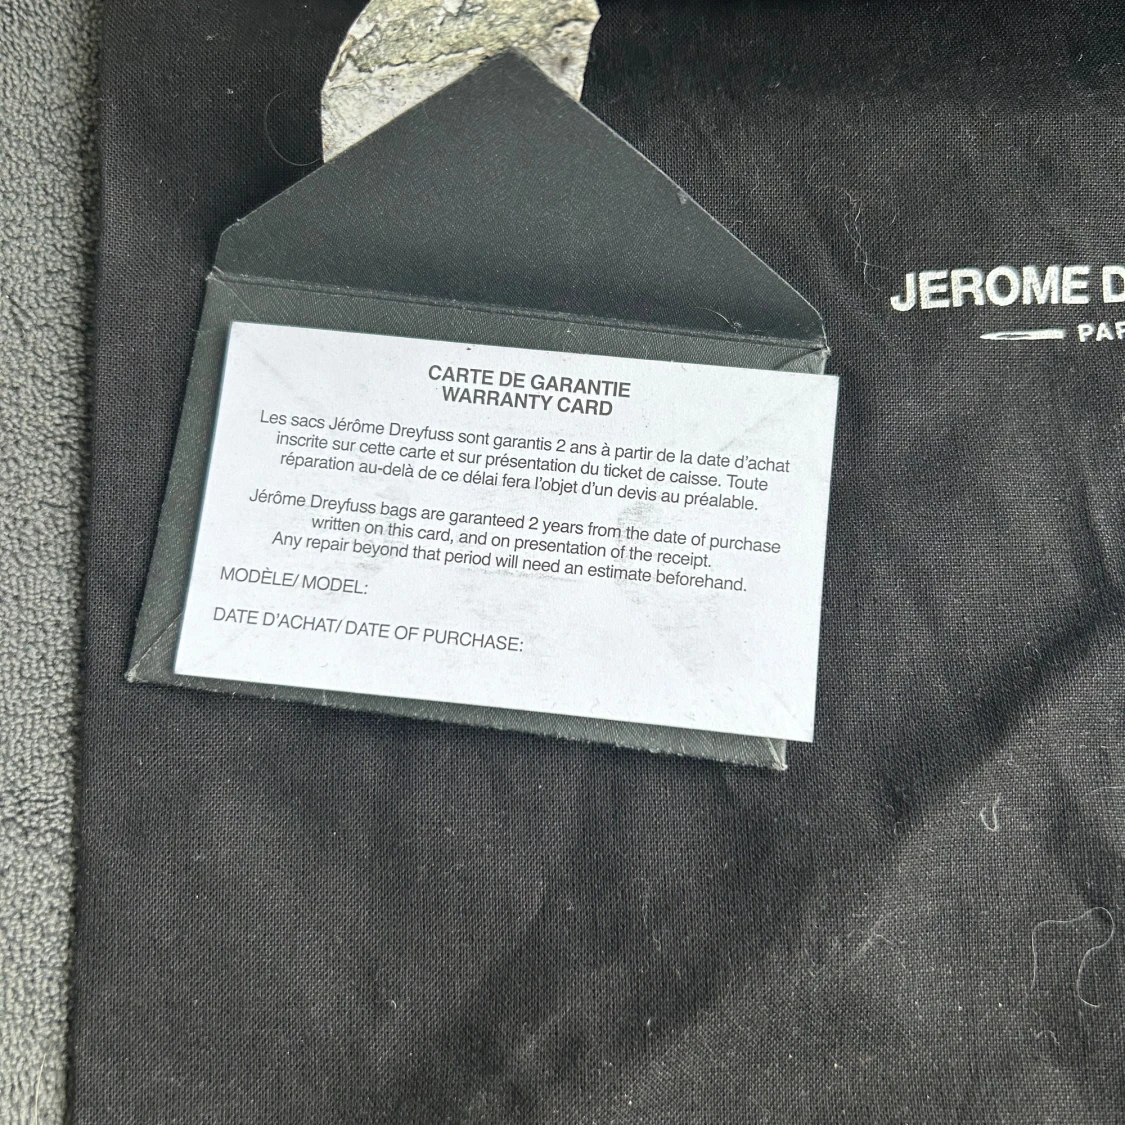 JEROME D
PAR
CARTE DE GARANTIE
WARRANTY CARD
Les sacs Jérôme Dreyfuss sont garantis 2 ans à partir de la date d'achat
inscrite sur cette carte et sur présentation du ticket de caisse. Toute
réparation au-delà de ce délai fera l'objet d'un devis au préalable.
Jérôme Dreyfuss bags are garanteed 2 years from the date of purchase
written on this card, and on presentation of the receipt.
Any repair beyond that period will need an estimate beforehand.
MODÈLE/ MODEL:
DATE D'ACHAT/ DATE OF PURCHASE: